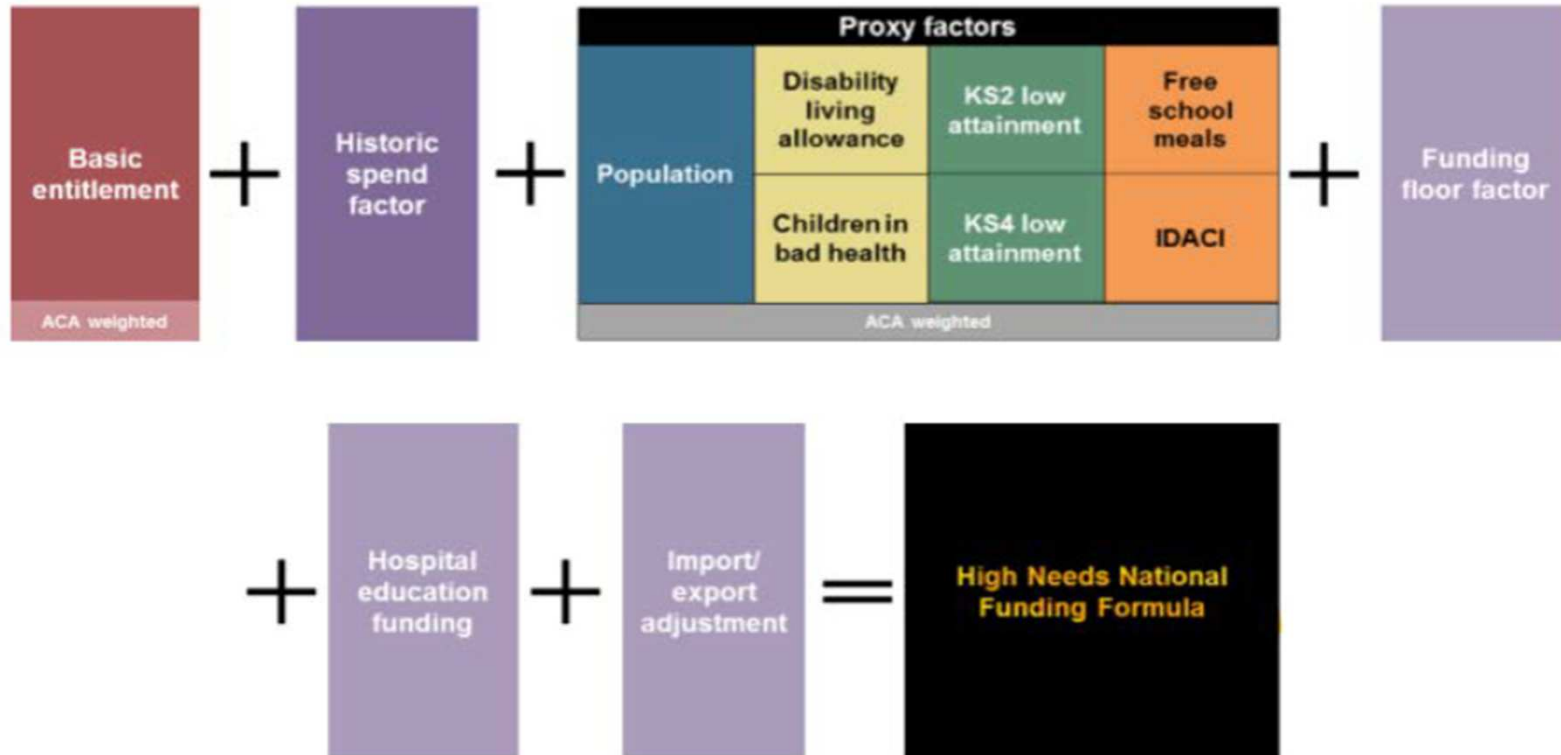 Basic
entitlement
ACA weighted
+
Historic
spend
factor
+
Proxy factors
Population
Disability
living
allowance
Children in
bad health
KS2 low
attainment
KS4 low
attainment
Free
school
meals
IDACI
ACA weighted
+
Funding
floor factor
+
Hospital
education
funding
+
Import/
export
adjustment
=
High Needs National
Funding Formula